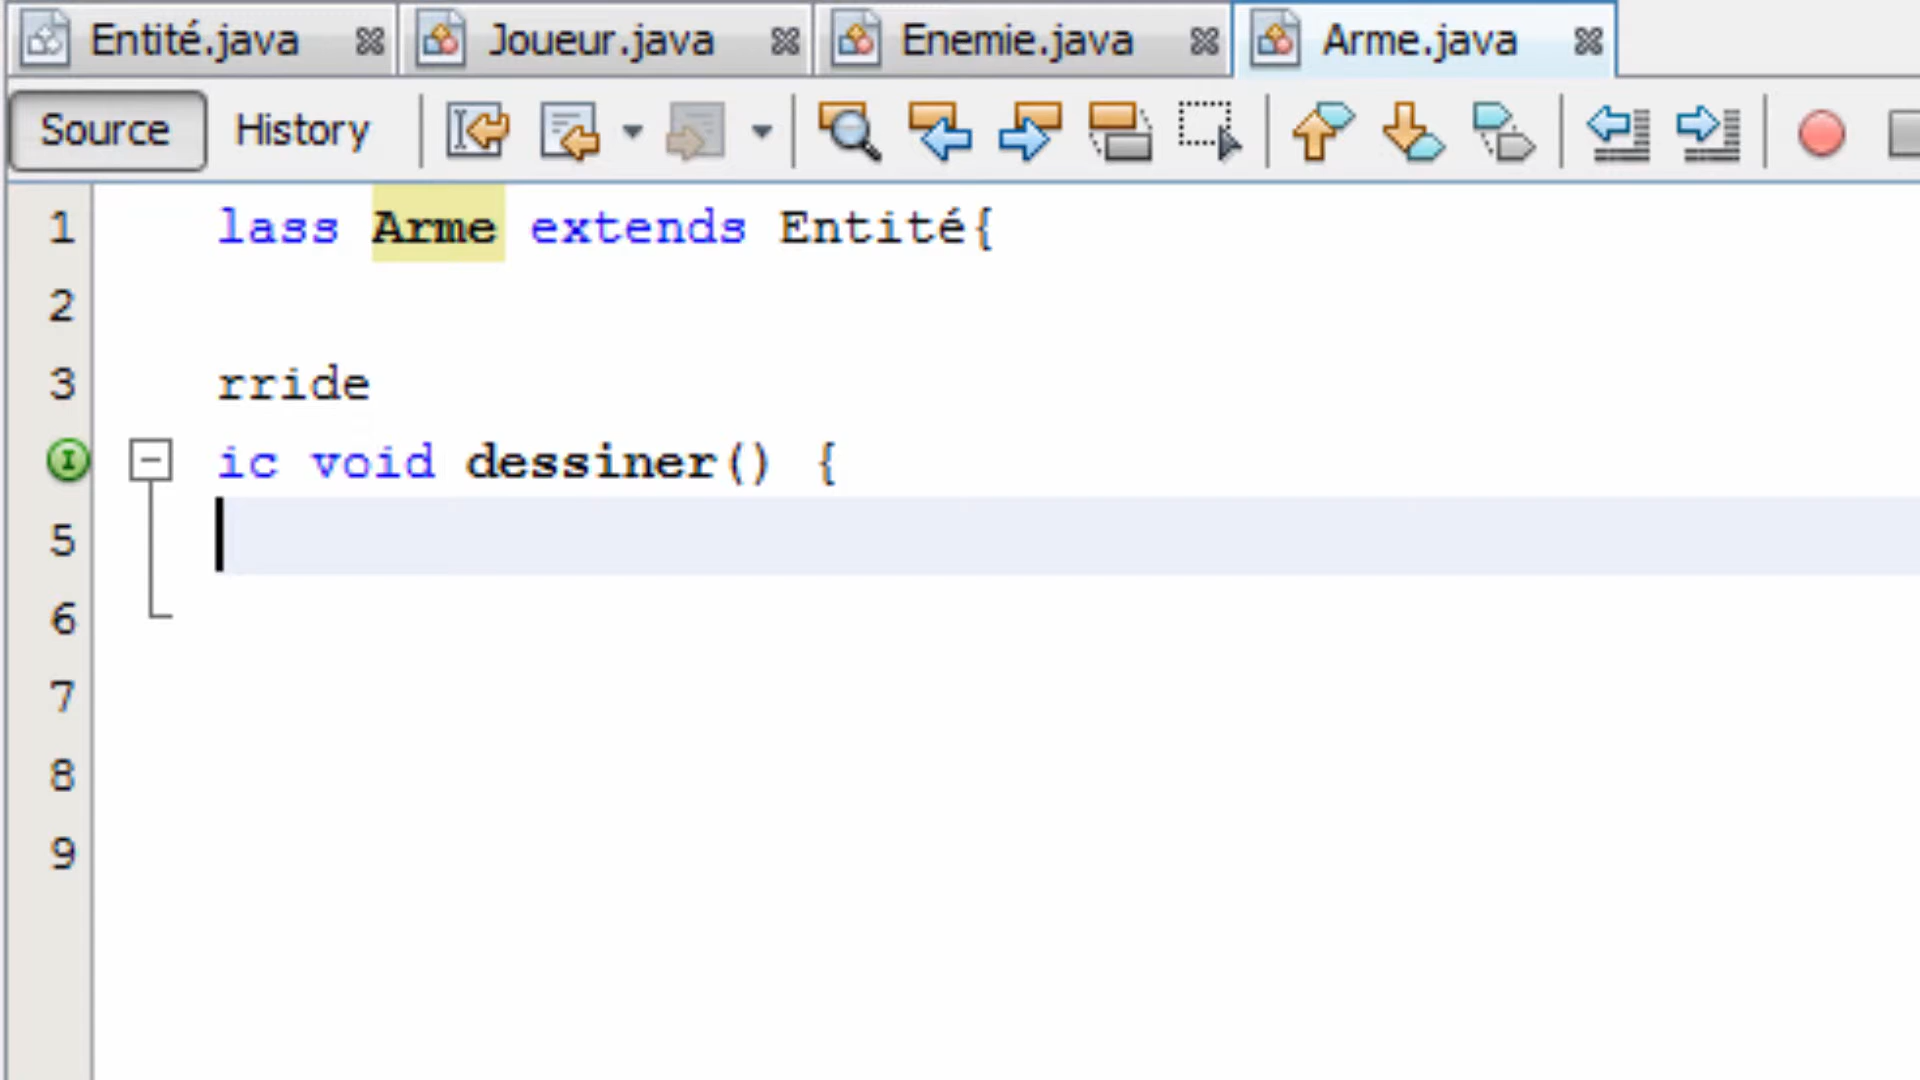 Entité.java Joueur.java Enemie.java Arme.java
Source History
1 lass Arme extends Entité{
2
3 rride
ic void dessiner() {
5
6
7
8
9